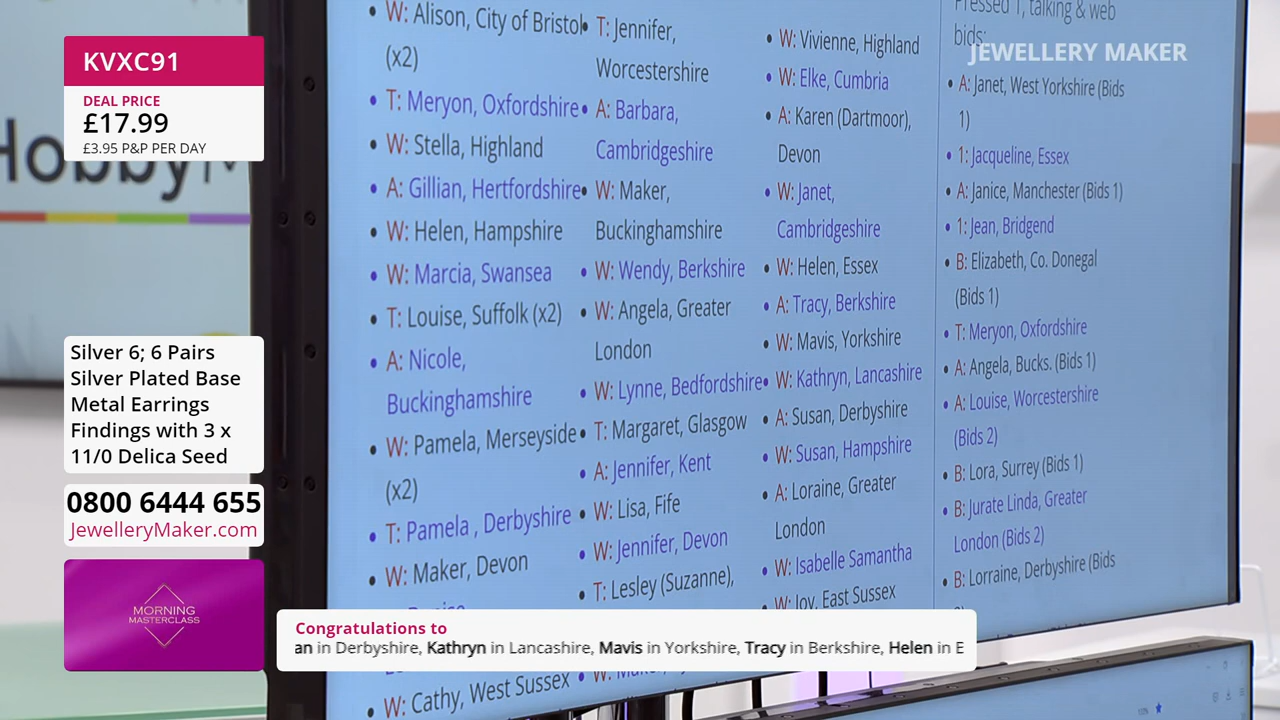 KVXC91
DEAL PRICE
£17.99
£3.95 P&P PER DAY
Hobby
Silver 6; 6 Pairs
Silver Plated Base
Metal Earrings
Findings with 3 x
11/0 Delica Seed
0800 6444 655
JewelleryMaker.com
MORNING
MASTERCLASS
• W: Alison, City of Bristol
(x2)
• T: Meryon, Oxfordshire
• W: Stella, Highland
• A: Gillian, Hertfordshire
• W: Helen, Hampshire
• W: Marcia, Swansea
• T: Louise, Suffolk (x2)
• A: Nicole,
Buckinghamshire
• W: Pamela, Merseyside
(x2)
• T: Pamela , Derbyshire
• W: Maker, Devon
• W: Cathy, West Sussex
• T: Jennifer,
Worcestershire
• A: Barbara,
Cambridgeshire
• W: Maker,
Buckinghamshire
• W: Wendy, Berkshire
• W: Angela, Greater
London
• W: Lynne, Bedfordshire
• T: Margaret, Glasgow
• A: Jennifer, Kent
• W: Lisa, Fife
• W: Jennifer, Devon
• T: Lesley (Suzanne),
• W: Vivienne, Highland
• W: Elke, Cumbria
• A: Karen (Dartmoor),
Devon
• W: Janet,
Cambridgeshire
• W: Helen, Essex
• A: Tracy, Berkshire
• W: Mavis, Yorkshire
• W: Kathryn, Lancashire
• A: Susan, Derbyshire
• W: Susan, Hampshire
• A: Loraine, Greater
London
• W: Isabelle Samantha
• W: Joy, East Sussex
Pressed 1, talking & web
bids:
JEWELLERY MAKER
• A: Janet, West Yorkshire (Bids
1)
• 1: Jacqueline, Essex
• A: Janice, Manchester (Bids 1)
• 1: Jean, Bridgend
• B: Elizabeth, Co. Donegal
(Bids 1)
• T: Meryon, Oxfordshire
• A: Angela, Bucks. (Bids 1)
• A: Louise, Worcestershire
(Bids 2)
• B: Lora, Surrey (Bids 1)
• B: Jurate Linda, Greater
London (Bids 2)
• B: Lorraine, Derbyshire (Bids
Congratulations to
an in Derbyshire, Kathryn in Lancashire, Mavis in Yorkshire, Tracy in Berkshire, Helen in E